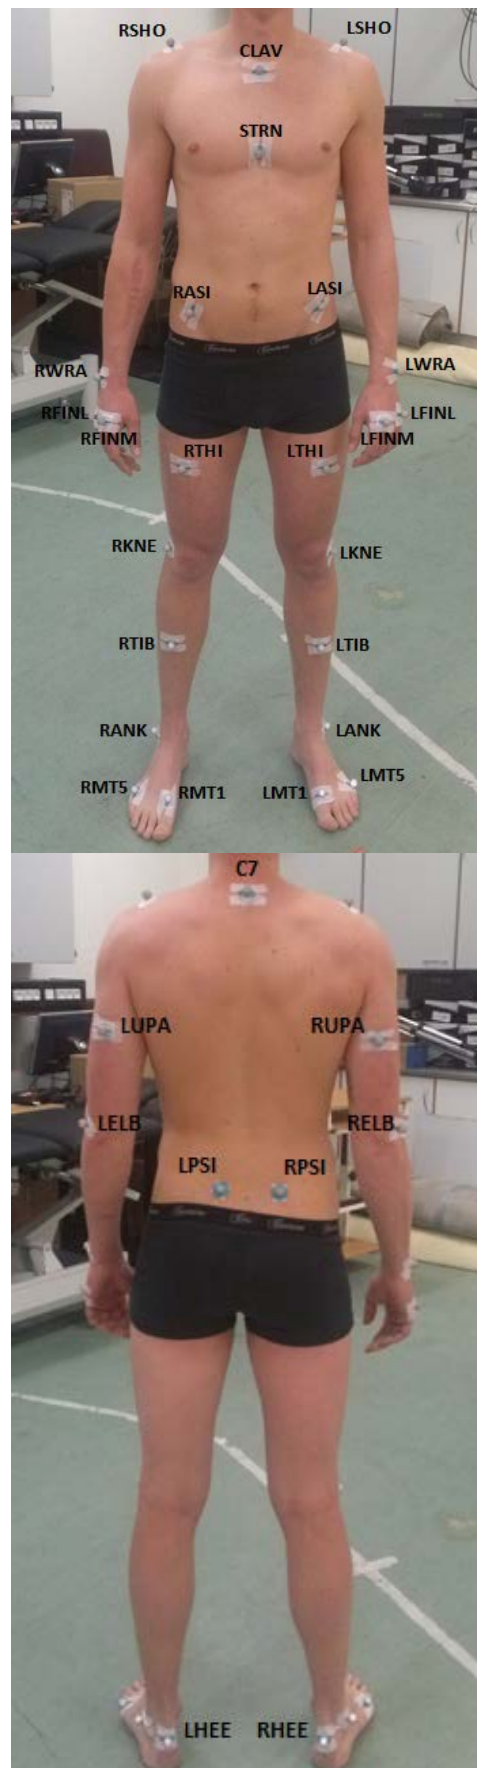 RSHO LSHO
CLAV
STRN
RASI LASI
RWRA LWRA
RFINL LFINL
RFINM LFINM
RTHI LTHI
RKNE LKNE
RTIB LTIB
RANK LANK
RMT5 RMT1 LMT1 LMT5
C7
LUPA RUPA
LELB RELB
LPSI RPSI
LHEE RHEE